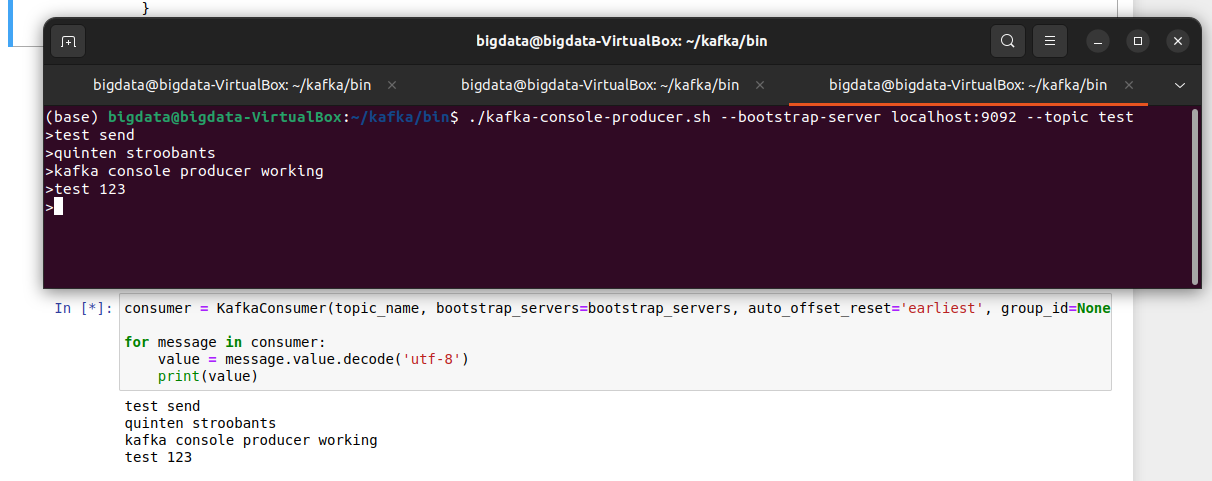 }
bigdata@bigdata-VirtualBox: ~/kafka/bin
bigdata@bigdata-VirtualBox: ~/kafka/bin × bigdata@bigdata-VirtualBox: ~/kafka/bin × bigdata@bigdata-VirtualBox: ~/kafka/bin ×
(base) bigdata@bigdata-VirtualBox:~/kafka/bin$ ./kafka-console-producer.sh --bootstrap-server localhost:9092 --topic test
>test send
>quinten stroobants
>kafka console producer working
>test 123
>
In [*]: consumer = KafkaConsumer(topic_name, bootstrap_servers=bootstrap_servers, auto_offset_reset='earliest', group_id=None
for message in consumer:
    value = message.value.decode('utf-8')
    print(value)
test send
quinten stroobants
kafka console producer working
test 123